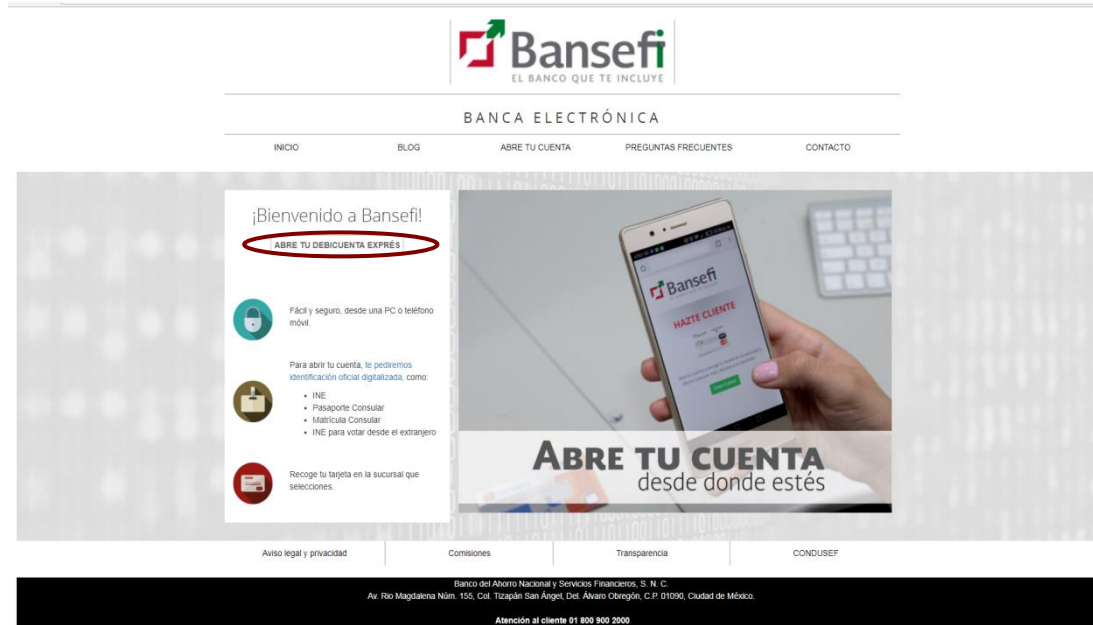 Bansefi
EL BANCO QUE TE INCLUYE
BANCA ELECTRÓNICA
INICIO BLOG ABRE TU CUENTA PREGUNTAS FRECUENTES CONTACTO
¡Bienvenido a Bansefi!
ABRE TU DEBICUENTA EXPRÉS
Fácil y seguro, desde una PC o teléfono
móvil.
Para abrir tu cuenta, te pediremos
identificación oficial digitalizada, como:
• INE
• Pasaporte Consular
• Matrícula Consular
• INE para votar desde el extranjero
Recoge tu tarjeta en la sucursal que
selecciones.
Bansefi
HAZTE CLIENTE
ABRE TU CUENTA
desde donde estés
Aviso legal y privacidad Comisiones Transparencia CONDUSEF
Banco del Ahorro Nacional y Servicios Financieros, S. N. C.
Av. Rio Magdalena Núm. 155, Col. Tizapán San Ángel, Del. Álvaro Obregón, C.P. 01090, Ciudad de México.
Atención al cliente 01 800 900 2000